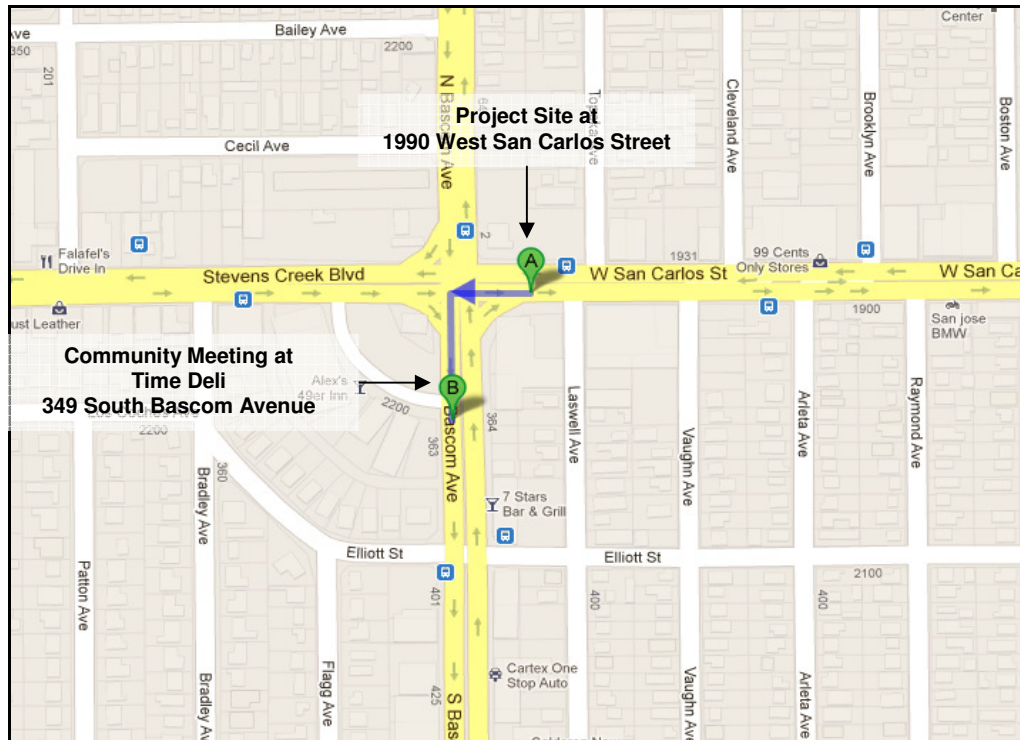 Center
Ave
350
Bailey Ave
2200
201
N Bascom Ave
Cleveland Ave
Brooklyn Ave
Boston Ave
Project Site at
1990 West San Carlos Street
Cecil Ave
2
Falafel's
Drive In
Stevens Creek Blvd
A
1931
99 Cents
Only Stores
W San Carlos St
W San Ca
ust Leather
1900
San jose
BMW
Community Meeting at
Time Deli
349 South Bascom Avenue
Alex's
49er Inn
2200
B
2200
363
364
Bascom Ave
Laswell Ave
Vaughn Ave
Arleta Ave
Raymond Ave
360
Bradley Ave
7 Stars
Bar & Grill
Elliott St
Elliott St
2100
Patton Ave
401
400
400
Flagg Ave
Bradley Ave
425
S Bas
Cartex One
Stop Auto
Vaughn Ave
Arleta Ave